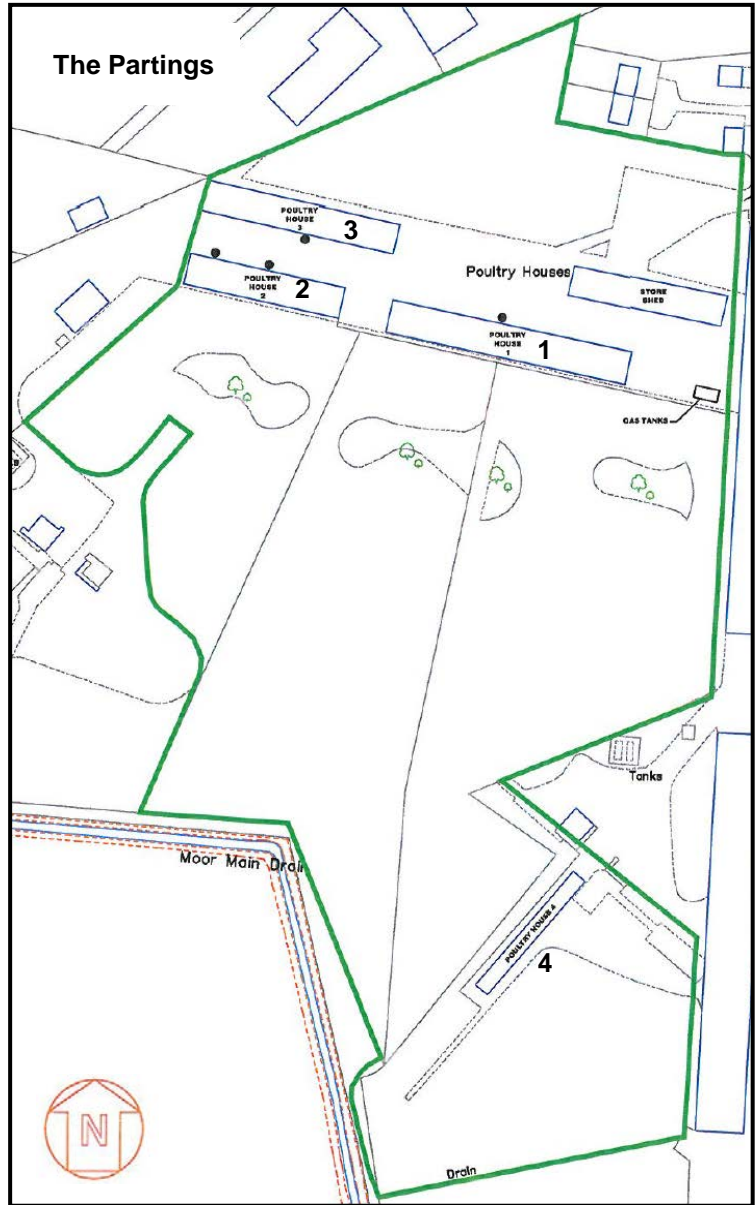 The Partings
POULTRY
HOUSE
3
3
POULTRY
HOUSE
2
2
Poultry Houses
STORE
SHED
POULTRY
HOUSE
1
1
GAS TANKS
Tanks
Moor Main Drain
POULTRY HOUSE 4
4
N
Drain